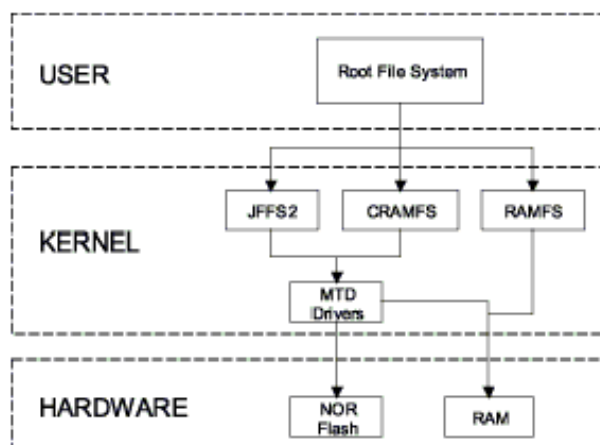 USER
Root File System
JFFS2
CRAMFS
RAMFS
KERNEL
MTD
Drivers
HARDWARE
NOR
Flash
RAM